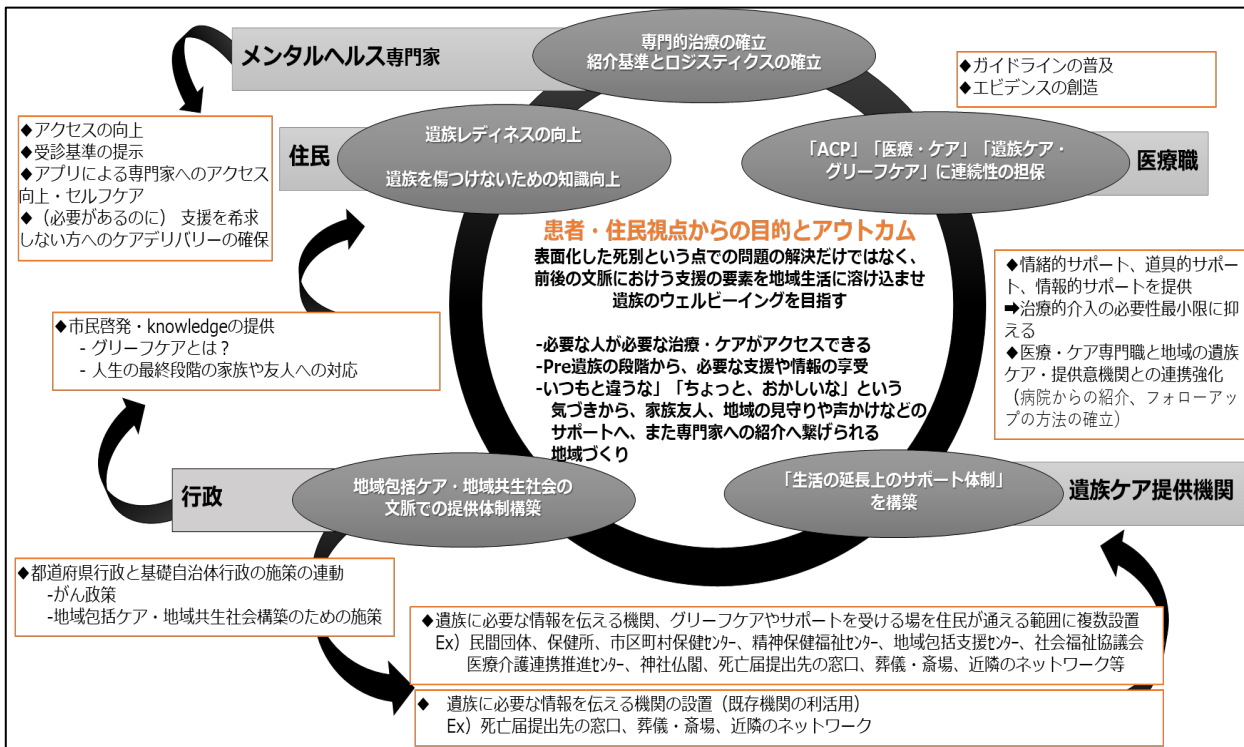 メンタルヘルス専門家
専門的治療の確立
紹介基準とロジスティクスの確立
◆ガイドラインの普及
◆エビデンスの創造
◆アクセスの向上
◆受診基準の提示
◆アプリによる専門家へのアクセス
向上・セルフケア
◆（必要があるのに） 支援を希求
しない方へのケアデリバリーの確保
住民
遺族レディネスの向上
遺族を傷つけないための知識向上
「ACP」「医療・ケア」「遺族ケア・
グリーフケア」に連続性の担保
医療職
患者・住民視点からの目的とアウトカム
表面化した死別という点での問題の解決だけではなく、
前後の文脈におけう支援の要素を地域生活に溶け込ませ
遺族のウェルビーイングを目指す
-必要な人が必要な治療・ケアがアクセスできる
-Pre遺族の段階から、必要な支援や情報の享受
-いつもと違うな」「ちょっと、おかしいな」という
気づきから、家族友人、地域の見守りや声かけなどの
サポートへ、また専門家への紹介へ繋げられる
地域づくり
◆情緒的サポート、道具的サポー
ト、情報的サポートを提供
➡治療的介入の必要性最小限に抑
える
◆医療・ケア専門職と地域の遺族
ケア・提供意機関との連携強化
（病院からの紹介、フォローアッ
プの方法の確立）
◆市民啓発・knowledgeの提供
- グリーフケアとは？
- 人生の最終段階の家族や友人への対応
行政
地域包括ケア・地域共生社会の
文脈での提供体制構築
「生活の延長上のサポート体制」
を構築
遺族ケア提供機関
◆都道府県行政と基礎自治体行政の施策の連動
-がん政策
-地域包括ケア・地域共生社会構築のための施策
◆遺族に必要な情報を伝える機関、グリーフケアやサポートを受ける場を住民が通える範囲に複数設置
Ex）民間団体、保健所、市区町村保健センター、精神保健福祉センター、地域包括支援センター、社会福祉協議会
医療介護連携推進センター、神社仏閣、死亡届提出先の窓口、葬儀・斎場、近隣のネットワーク等
◆ 遺族に必要な情報を伝える機関の設置（既存機関の利活用）
Ex）死亡届提出先の窓口、葬儀・斎場、近隣のネットワーク